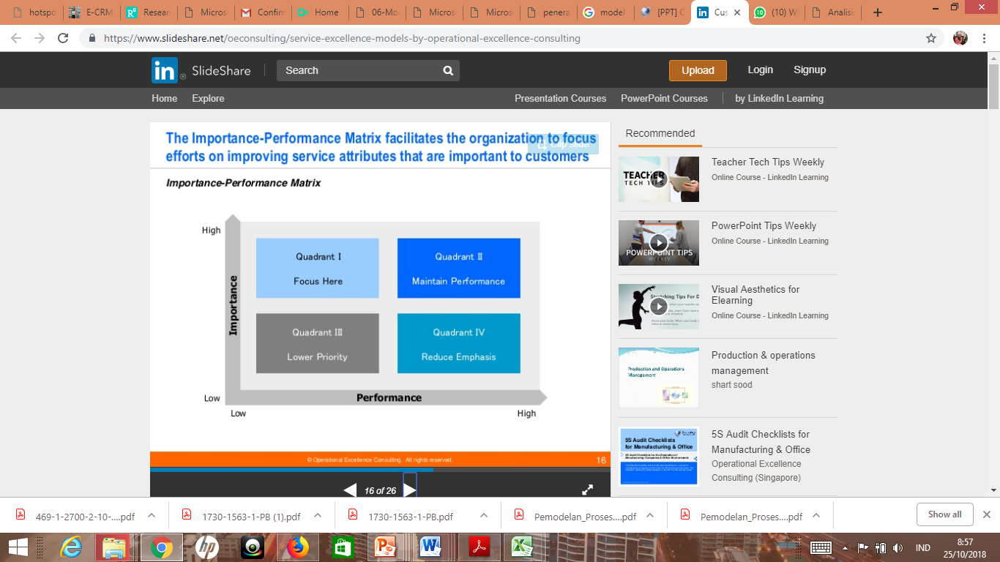 hotspo
E-CRM
Resear
Micros
Confirm
Home
06-Mo
Micros
Micros
penera
model
[PPT] C
Cus
(10) W
Analisi
https://www.slideshare.net/oeconsulting/service-excellence-models-by-operational-excellence-consulting
in SlideShare
Search
Upload
Login
Signup
Home
Explore
Presentation Courses
PowerPoint Courses
by LinkedIn Learning
The Importance-Performance Matrix facilitates the organization to focus
efforts on improving service attributes that are important to customers
Clip slide
Importance-Performance Matrix
High
Quadrant I
Focus Here
Quadrant II
Maintain Performance
Importance
Quadrant III
Lower Priority
Quadrant IV
Reduce Emphasis
Low
Performance
Low
High
© Operational Excellence Consulting. All rights reserved.
16
16 of 26
Recommended
TEACHER
TECH TIPS
Teacher Tech Tips Weekly
Online Course - LinkedIn Learning
POWERPOINT TIPS
WEEKLY
PowerPoint Tips Weekly
Online Course - LinkedIn Learning
Stretching Tips For D
Visual Aesthetics for
Elearning
Online Course - LinkedIn Learning
Production and Operations
Management
Production & operations
management
shart sood
5S Audit Checklists
for Manufacturing & Office
5S Audit Checklists for
Manufacturing & Office
Operational Excellence
Consulting (Singapore)
469-1-2700-2-10-....pdf
1730-1563-1-PB (1).pdf
1730-1563-1-PB.pdf
Pemodelan_Proses....pdf
Pemodelan_Proses....pdf
Show all
IND
8:57
25/10/2018